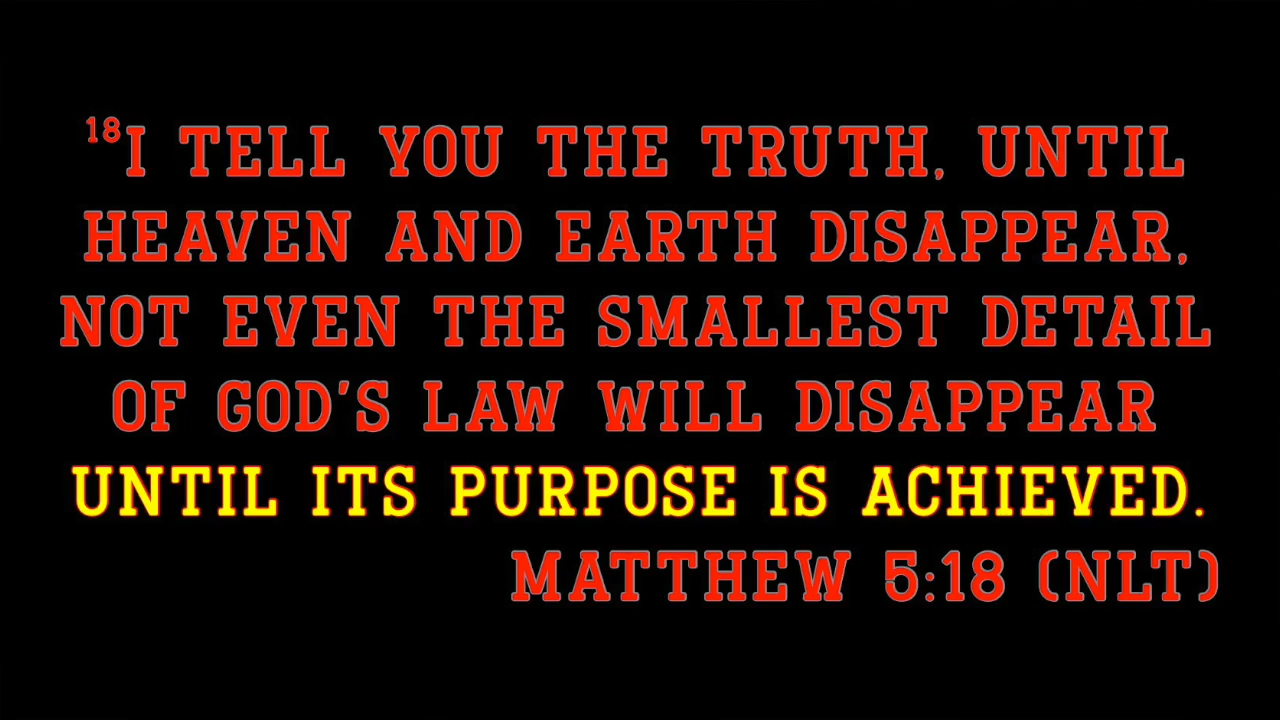 18I TELL YOU THE TRUTH, UNTIL
HEAVEN AND EARTH DISAPPEAR,
NOT EVEN THE SMALLEST DETAIL
OF GOD'S LAW WILL DISAPPEAR
UNTIL ITS PURPOSE IS ACHIEVED.
MATTHEW 5:18 (NLT)